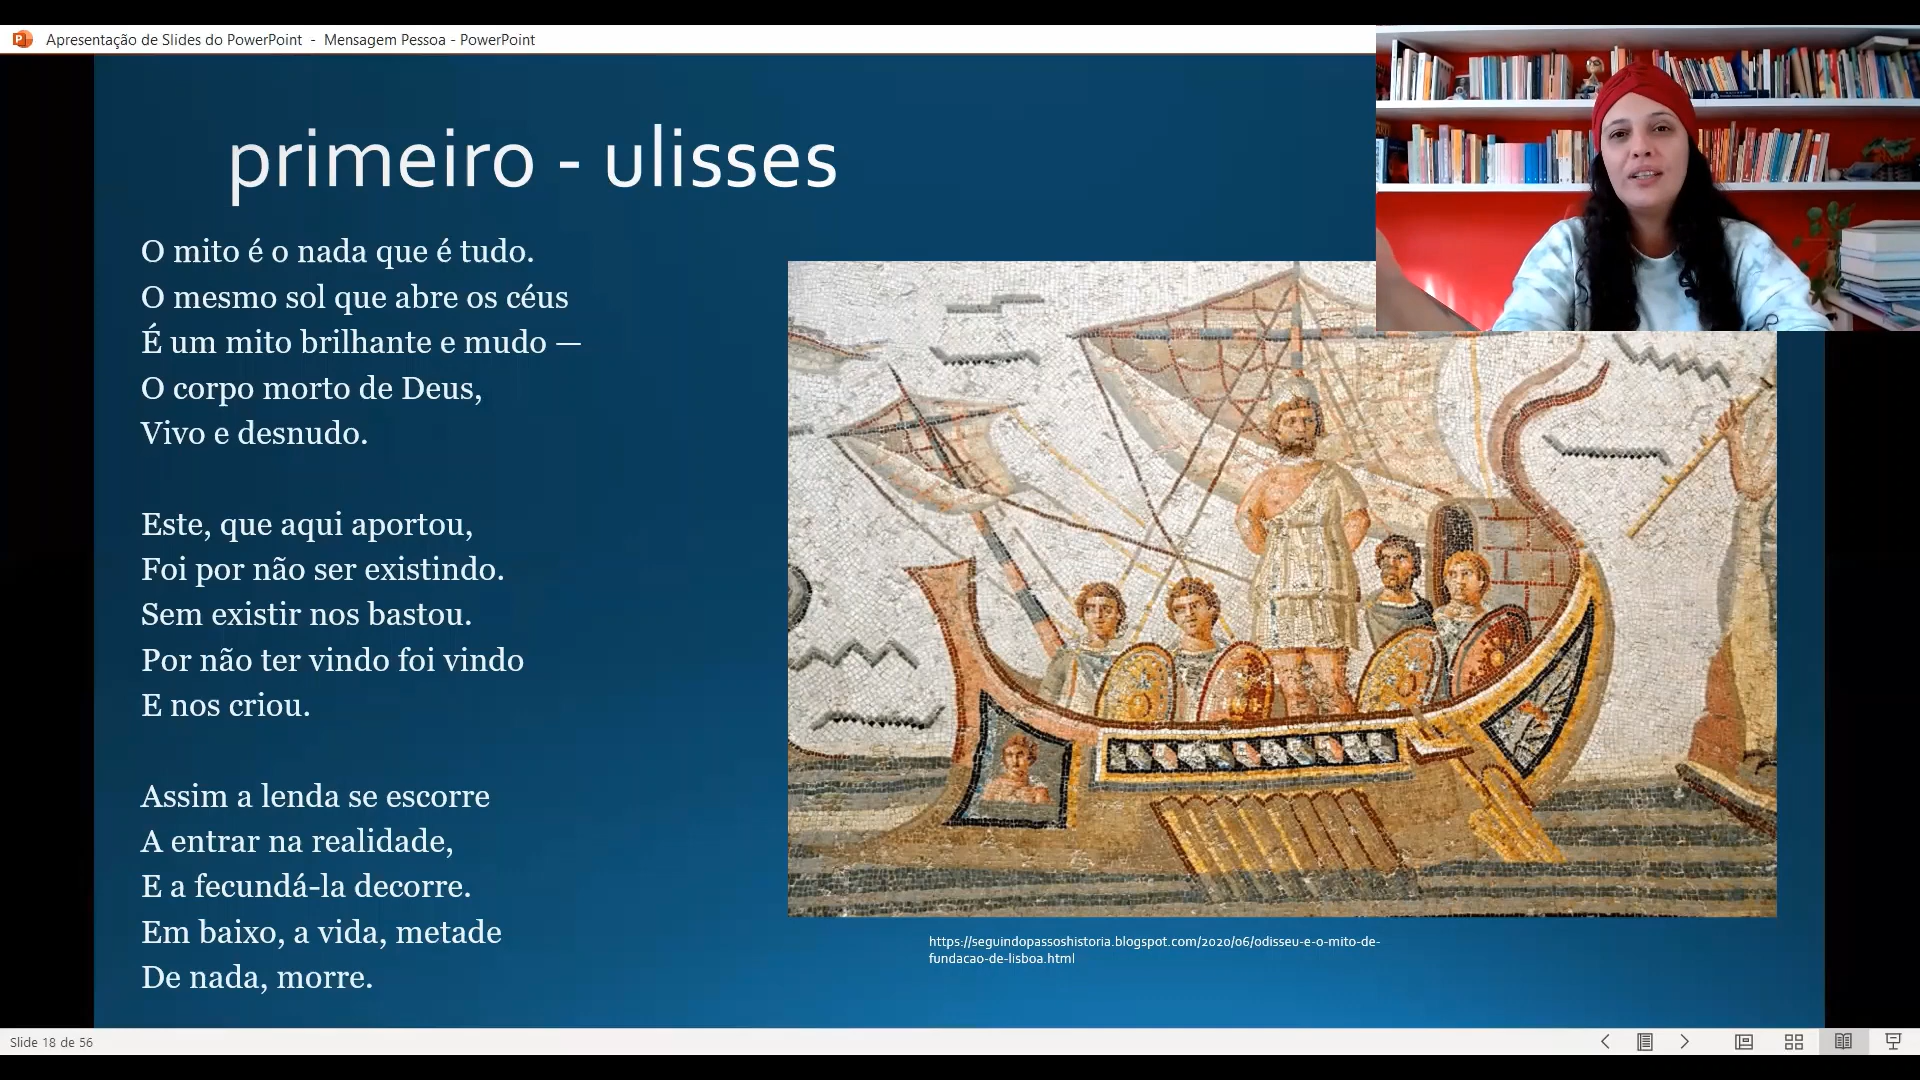 Apresentação de Slides do PowerPoint - Mensagem Pessoa - PowerPoint
primeiro - ulisses
O mito é o nada que é tudo.
O mesmo sol que abre os céus
É um mito brilhante e mudo —
O corpo morto de Deus,
Vivo e desnudo.
Este, que aqui aportou,
Foi por não ser existindo.
Sem existir nos bastou.
Por não ter vindo foi vindo
E nos criou.
Assim a lenda se escorre
A entrar na realidade,
E a fecundá-la decorre.
Em baixo, a vida, metade
De nada, morre.
https://seguindopassoshistoria.blogspot.com/2020/06/odisseu-e-o-mito-de-
fundacao-de-lisboa.html
Slide 18 de 56